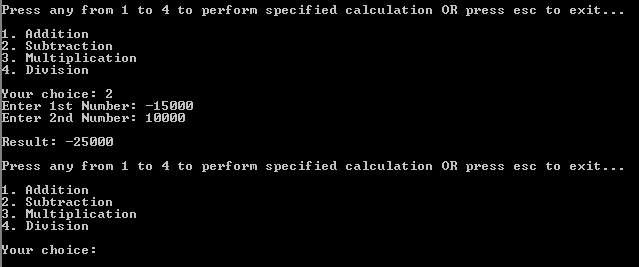 Press any from 1 to 4 to perform specified calculation OR press esc to exit...
1. Addition
2. Subtraction
3. Multiplication
4. Division
Your choice: 2
Enter 1st Number: -15000
Enter 2nd Number: 10000
Result: -25000
Press any from 1 to 4 to perform specified calculation OR press esc to exit...
1. Addition
2. Subtraction
3. Multiplication
4. Division
Your choice: